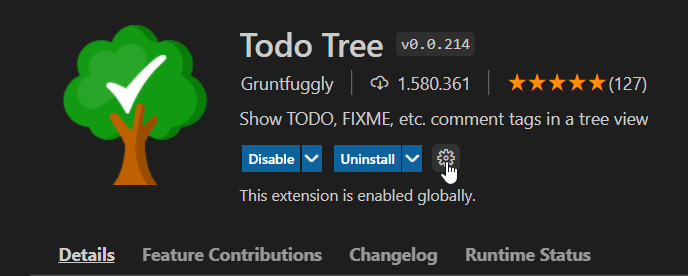 Todo Tree v0.0.214
Gruntfuggly 1.580.361 (127)
Show TODO, FIXME, etc. comment tags in a tree view
Disable Uninstall
This extension is enabled globally.
Details Feature Contributions Changelog Runtime Status